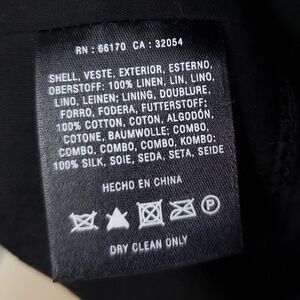 RN : 66170 CA : 32054
SHELL, VESTE, EXTERIOR, ESTERNO,
OBERSTOFF: 100% LINEN, LIN, LINO,
LINO, LEINEN; LINING, DOUBLURE,
FORRO, FODERA, FUTTERSTOFF:
100% COTTON, COTON, ALGODÓN,
COTONE, BAUMWOLLE; COMBO,
COMBO, COMBO, COMBO, KOMBO:
100% SILK, SOIE, SEDA, SETA, SEIDE
HECHO EN CHINA
P
DRY CLEAN ONLY